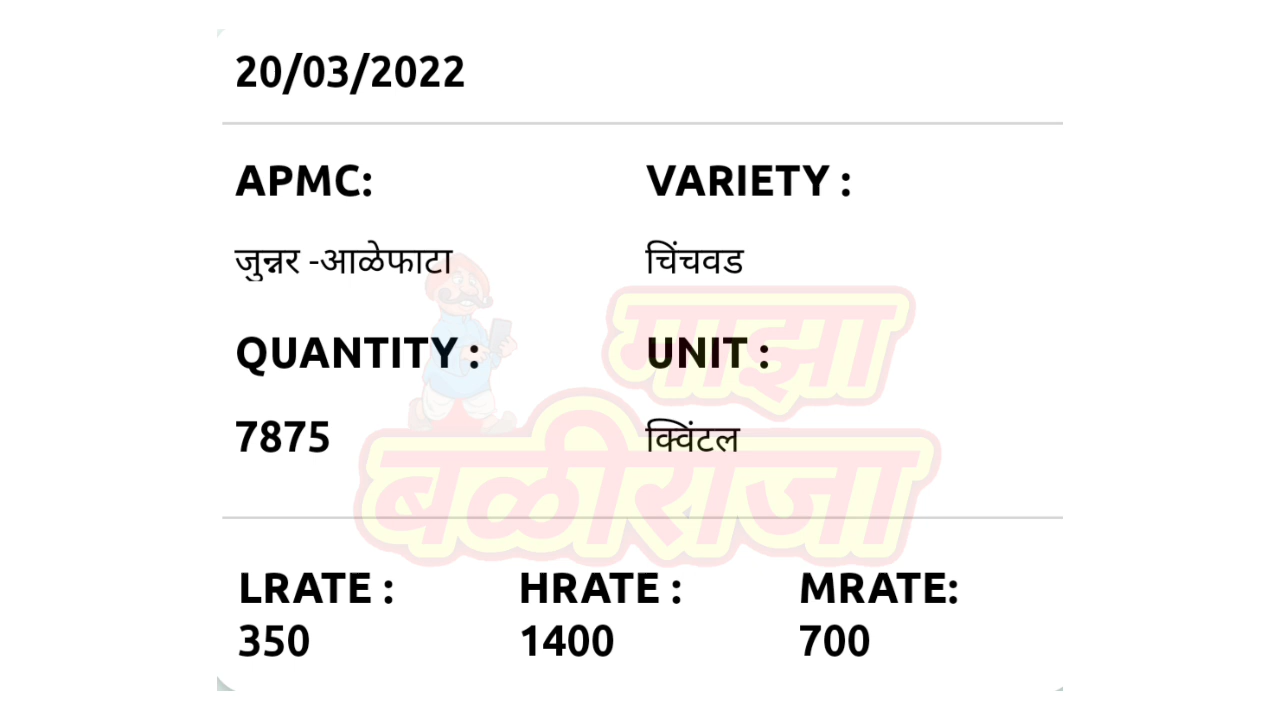 20/03/2022
APMC: VARIETY :
जुन्नर -आळेफाटा चिंचवड
माझा
QUANTITY : UNIT :
7875 क्विंटल
बळीराजा
LRATE : HRATE : MRATE:
350 1400 700